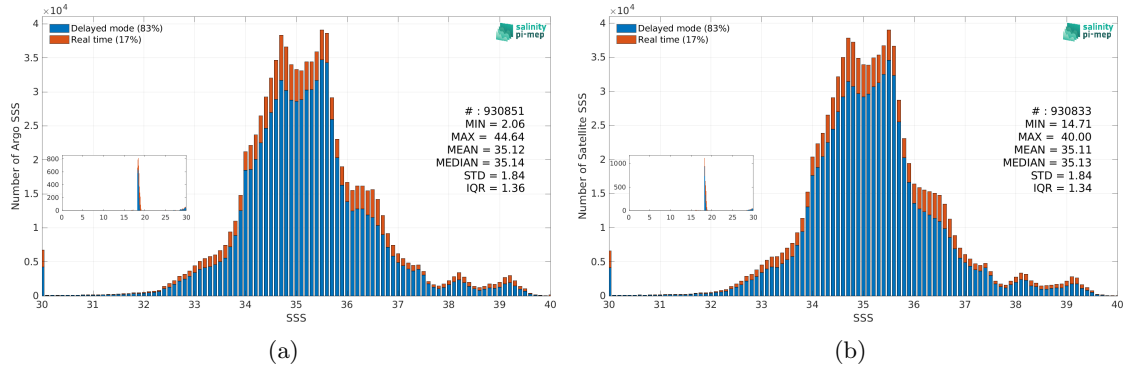 ×10^4
4
3.5
3
2.5
2
1.5
1
0.5
0
Number of Argo SSS
Delayed mode (83%)
Real time (17%)
salinity
pi-mep
# : 930851
MIN = 2.06
MAX = 44.64
MEAN = 35.12
MEDIAN = 35.14
STD = 1.84
IQR = 1.36
800
600
400
200
0
0 5 10 15 20 25 30
30 31 32 33 34 35 36 37 38 39 40
SSS
(a)
×10^4
4
3.5
3
2.5
2
1.5
1
0.5
0
Number of Satellite SSS
Delayed mode (83%)
Real time (17%)
salinity
pi-mep
# : 930833
MIN = 14.71
MAX = 40.00
MEAN = 35.11
MEDIAN = 35.13
STD = 1.84
IQR = 1.34
1000
500
0
0 5 10 15 20 25 30
30 31 32 33 34 35 36 37 38 39 40
SSS
(b)